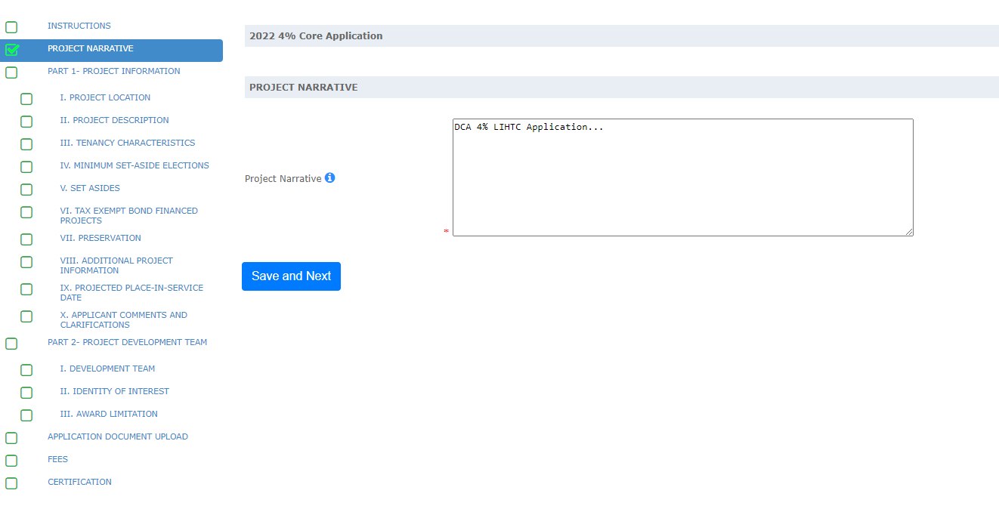 INSTRUCTIONS
PROJECT NARRATIVE
PART 1- PROJECT INFORMATION
I. PROJECT LOCATION
II. PROJECT DESCRIPTION
III. TENANCY CHARACTERISTICS
IV. MINIMUM SET-ASIDE ELECTIONS
V. SET ASIDES
VI. TAX EXEMPT BOND FINANCED
PROJECTS
VII. PRESERVATION
VIII. ADDITIONAL PROJECT
INFORMATION
IX. PROJECTED PLACE-IN-SERVICE
DATE
X. APPLICANT COMMENTS AND
CLARIFICATIONS
PART 2- PROJECT DEVELOPMENT TEAM
I. DEVELOPMENT TEAM
II. IDENTITY OF INTEREST
III. AWARD LIMITATION
APPLICATION DOCUMENT UPLOAD
FEES
CERTIFICATION
2022 4% Core Application
PROJECT NARRATIVE
DCA 4% LIHTC Application...
Project Narrative
*
Save and Next